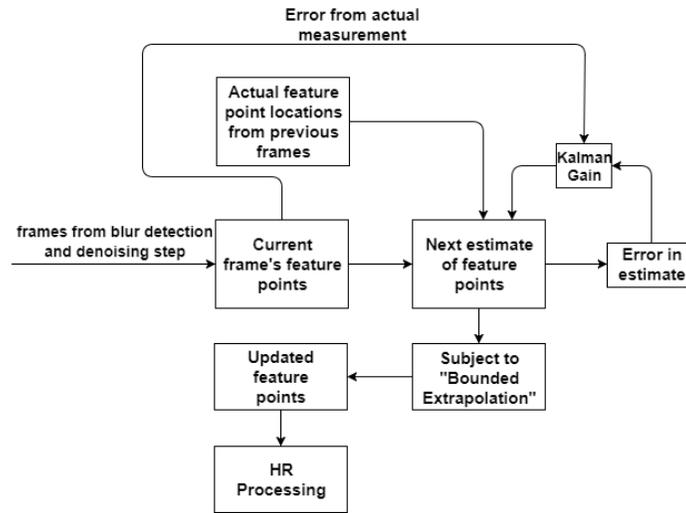 Error from actual
measurement
Actual feature
point locations
from previous
frames
Kalman
Gain
frames from blur detection
and denoising step
Current
frame's feature
points
Next estimate
of feature
points
Error in
estimate
Updated
feature
points
Subject to
"Bounded
Extrapolation"
HR
Processing